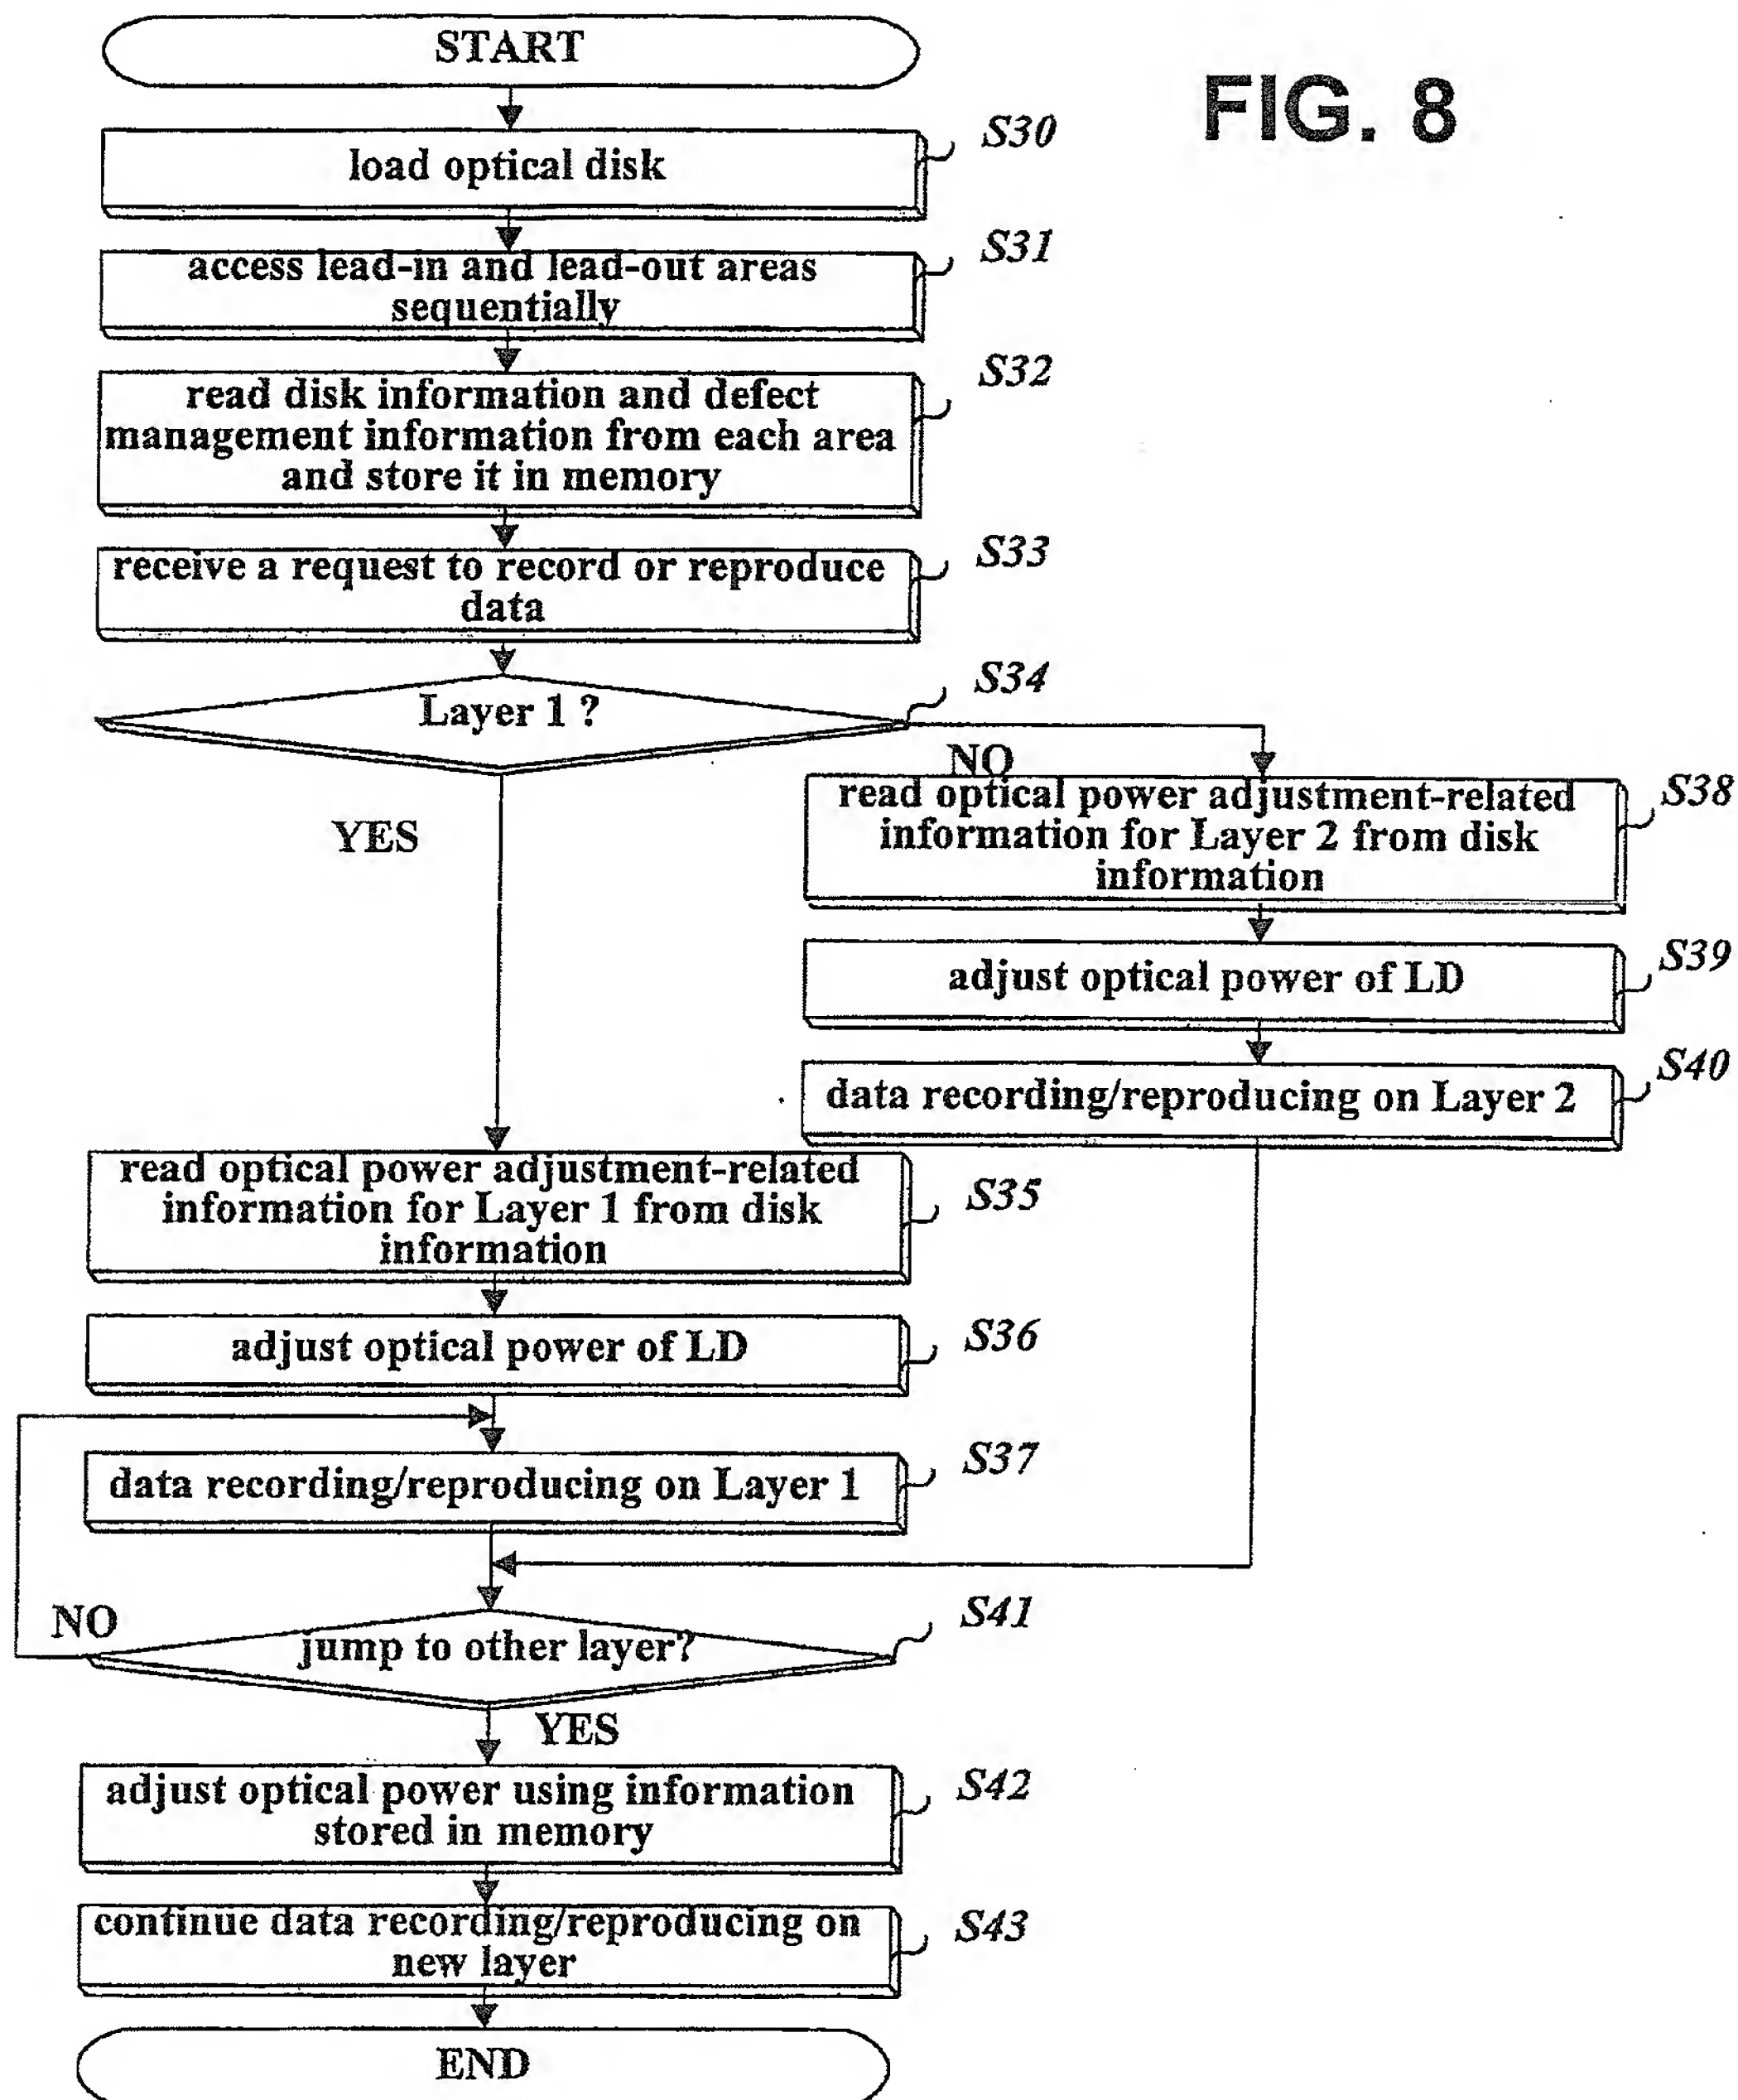 START
FIG. 8
S30
load optical disk
S31
access lead-in and lead-out areas
sequentially
S32
read disk information and defect
management information from each area
and store it in memory
S33
receive a request to record or reproduce
data
S34
Layer 1 ?
NO
YES
S38
read optical power adjustment-related
information for Layer 2 from disk
information
S39
adjust optical power of LD
S40
data recording/reproducing on Layer 2
S35
read optical power adjustment-related
information for Layer 1 from disk
information
S36
adjust optical power of LD
S37
data recording/reproducing on Layer 1
S41
NO
jump to other layer?
YES
S42
adjust optical power using information
stored in memory
S43
continue data recording/reproducing on
new layer
END